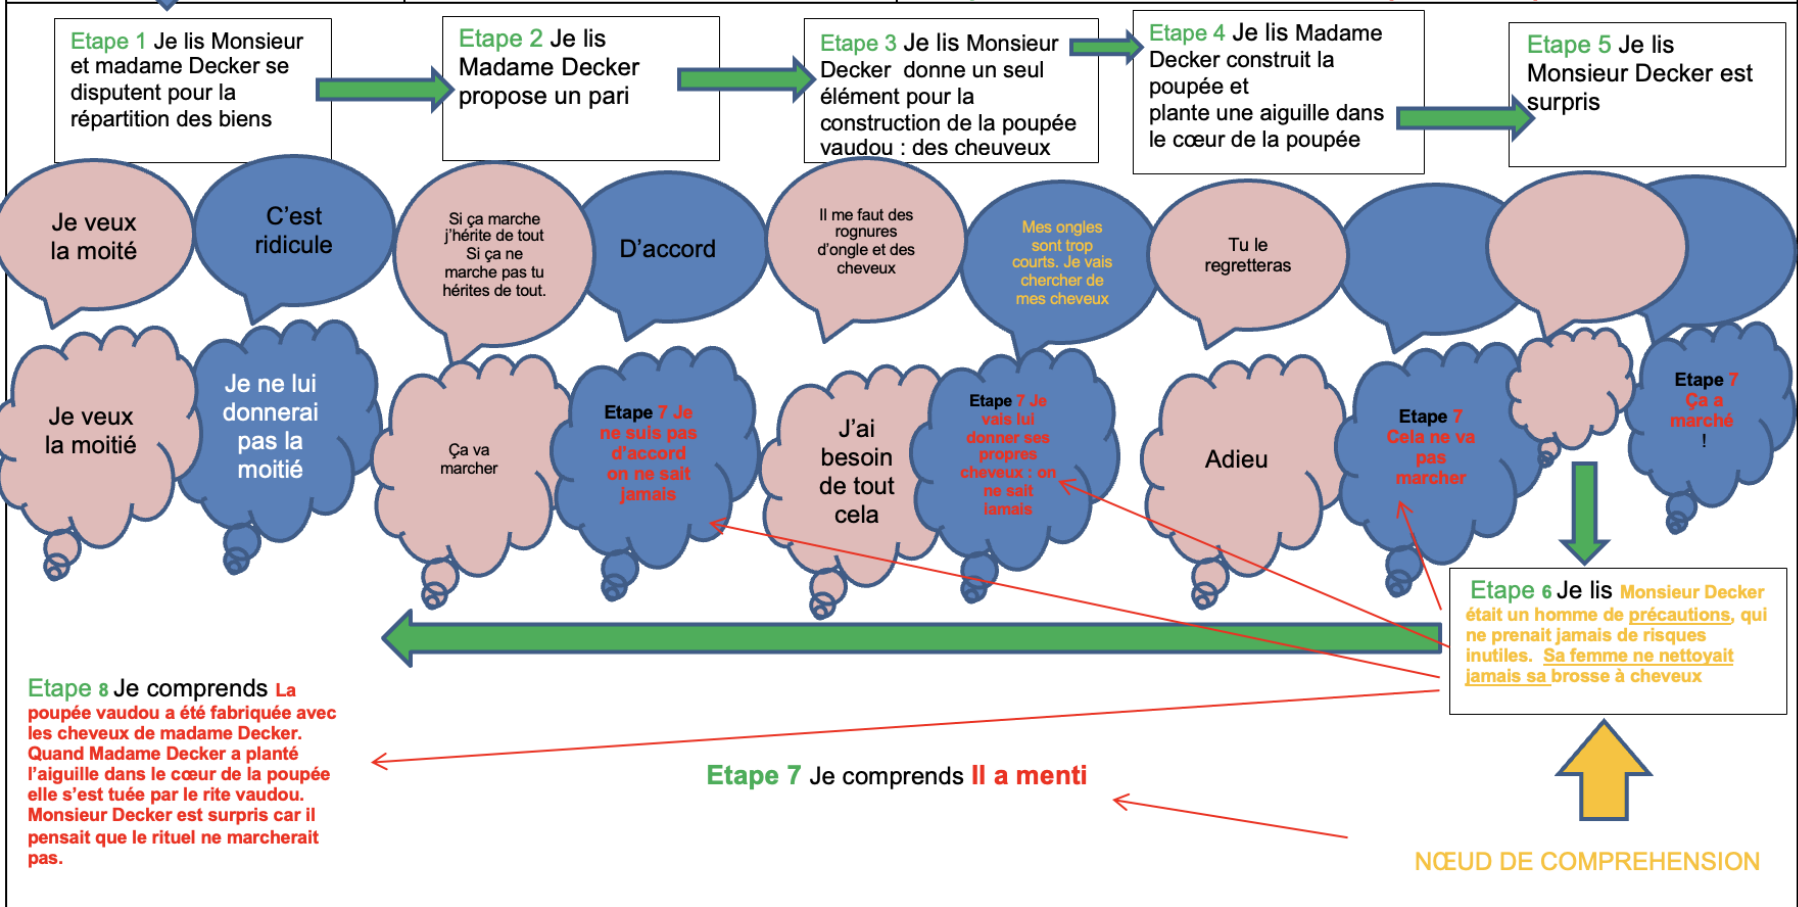 Etape 1 Je lis Monsieur
et madame Decker se
disputent pour la
répartition des biens
Etape 2 Je lis
Madame Decker
propose un pari
Etape 3 Je lis Monsieur
Decker donne un seul
élément pour la
construction de la poupée
vaudou : des cheuveux
Etape 4 Je lis Madame
Decker construit la
poupée et
plante une aiguille dans
le cœur de la poupée
Etape 5 Je lis
Monsieur Decker est
surpris
Je veux
la moité
C'est
ridicule
Si ça marche
j'hérite de tout
Si ça ne
marche pas tu
hérites de tout.
D'accord
Il me faut des
rognures
d'ongle et des
cheveux
Mes ongles
sont trop
courts. Je vais
chercher de
mes cheveux
Tu le
regretteras
Je veux
la moitié
Je ne lui
donnerai
pas la
moitié
Ça va
marcher
Etape 7 Je
ne suis pas
d'accord
on ne sait
jamais
J'ai
besoin
de tout
cela
Etape 7 Je
vais lui
donner ses
propres
cheveux : on
ne sait
jamais
Adieu
Etape 7
Cela ne va
pas
marcher
Etape 7
Ça a
marché
!
Etape 6 Je lis Monsieur Decker
était un homme de précautions, qui
ne prenait jamais de risques
inutiles. Sa femme ne nettoyait
jamais sa brosse à cheveux
Etape 8 Je comprends La
poupée vaudou a été fabriquée avec
les cheveux de madame Decker.
Quand Madame Decker a planté
l'aiguille dans le cœur de la poupée
elle s'est tuée par le rite vaudou.
Monsieur Decker est surpris car il
pensait que le rituel ne marcherait
pas.
Etape 7 Je comprends Il a menti
NŒUD DE COMPREHENSION